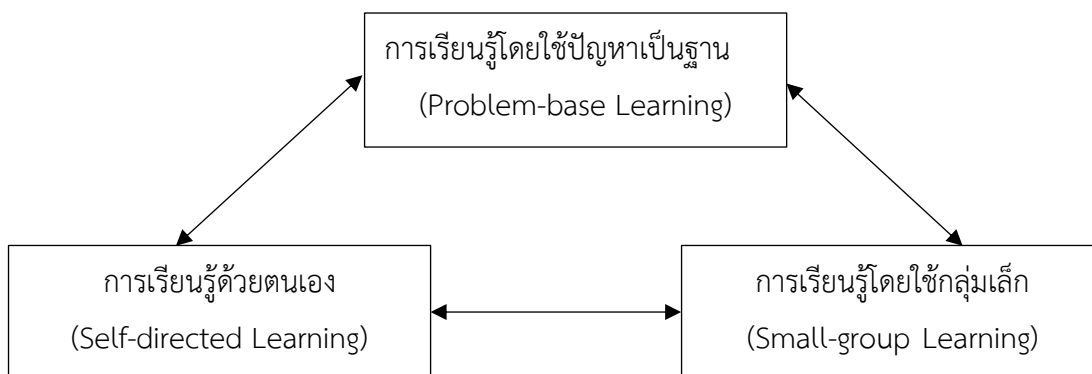 การเรียนรู้โดยใช้ปัญหาเป็นฐาน
(Problem-base Learning)
การเรียนรู้ด้วยตนเอง
(Self-directed Learning)
การเรียนรู้โดยใช้กลุ่มเล็ก
(Small-group Learning)